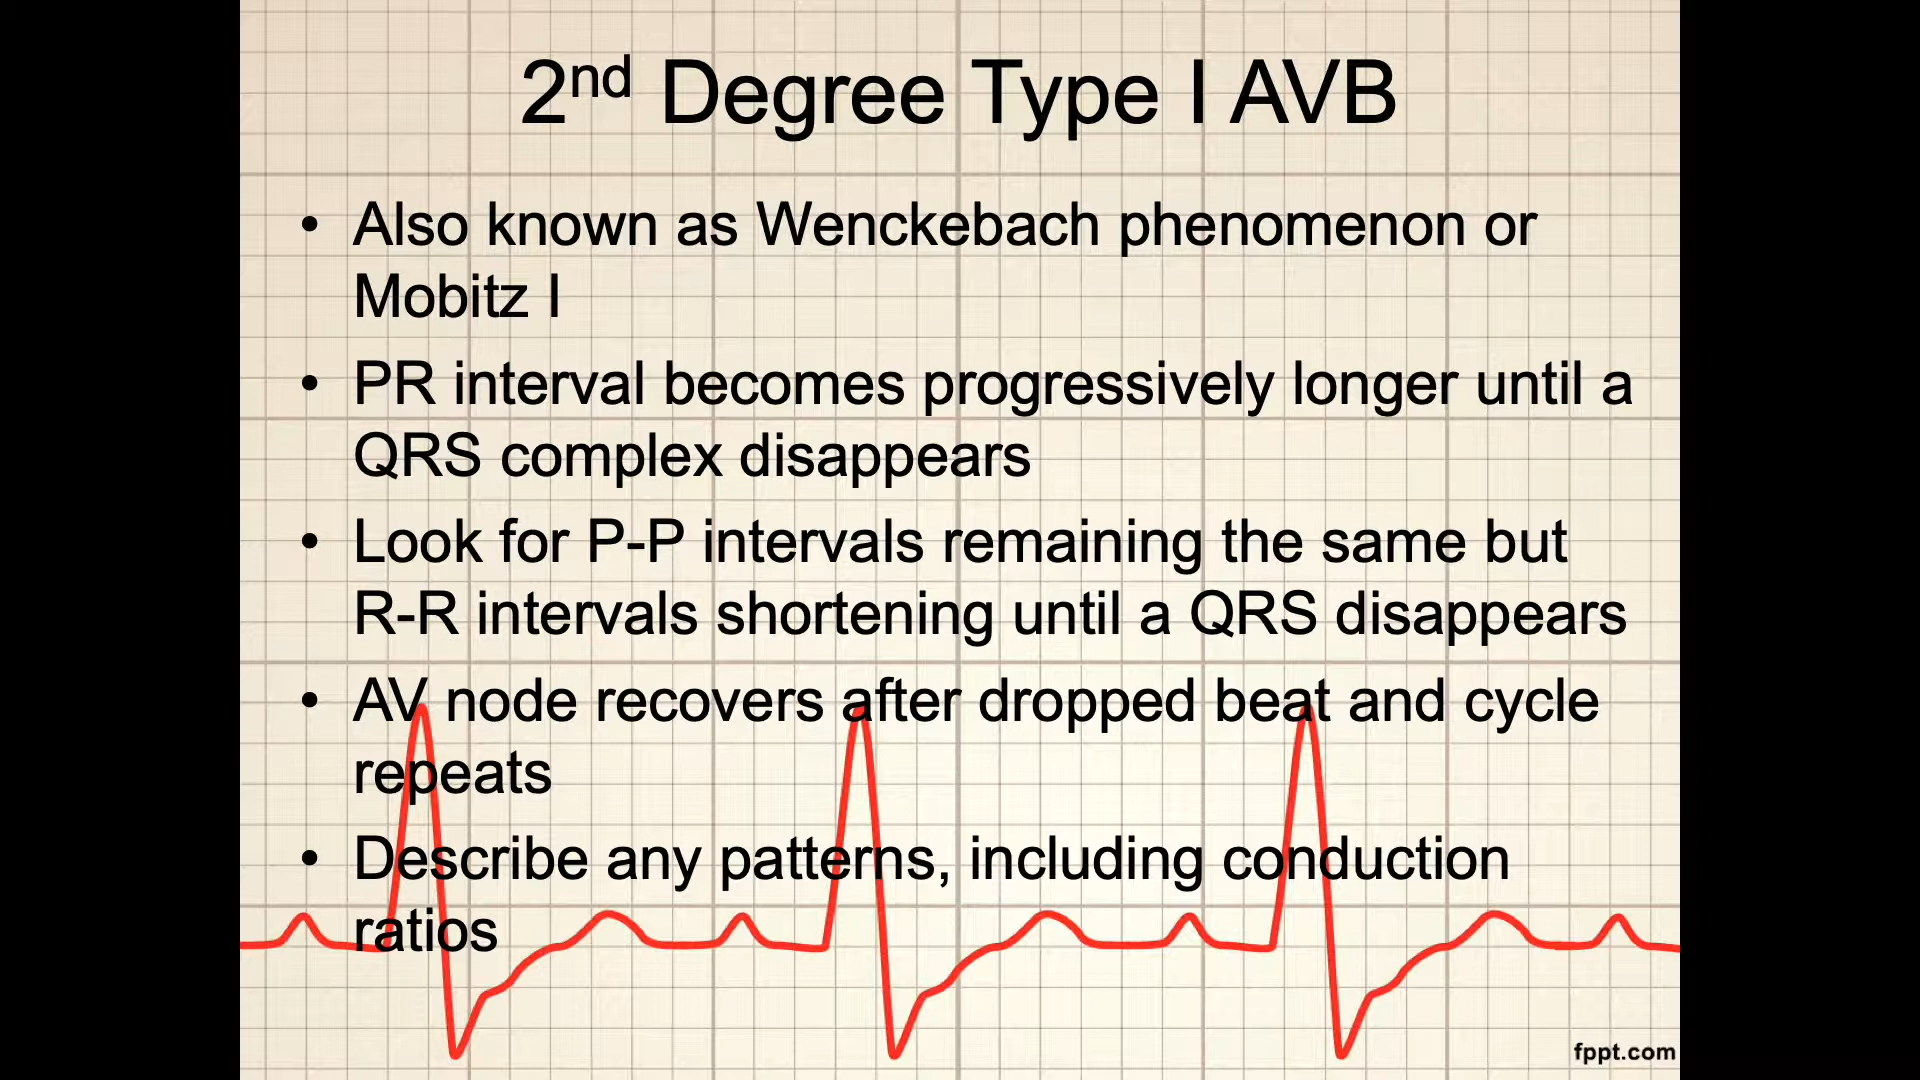 2nd Degree Type I AVB
• Also known as Wenckebach phenomenon or
Mobitz I
• PR interval becomes progressively longer until a
QRS complex disappears
• Look for P-P intervals remaining the same but
R-R intervals shortening until a QRS disappears
• AV node recovers after dropped beat and cycle
repeats
• Describe any patterns, including conduction
ratios
fppt.com